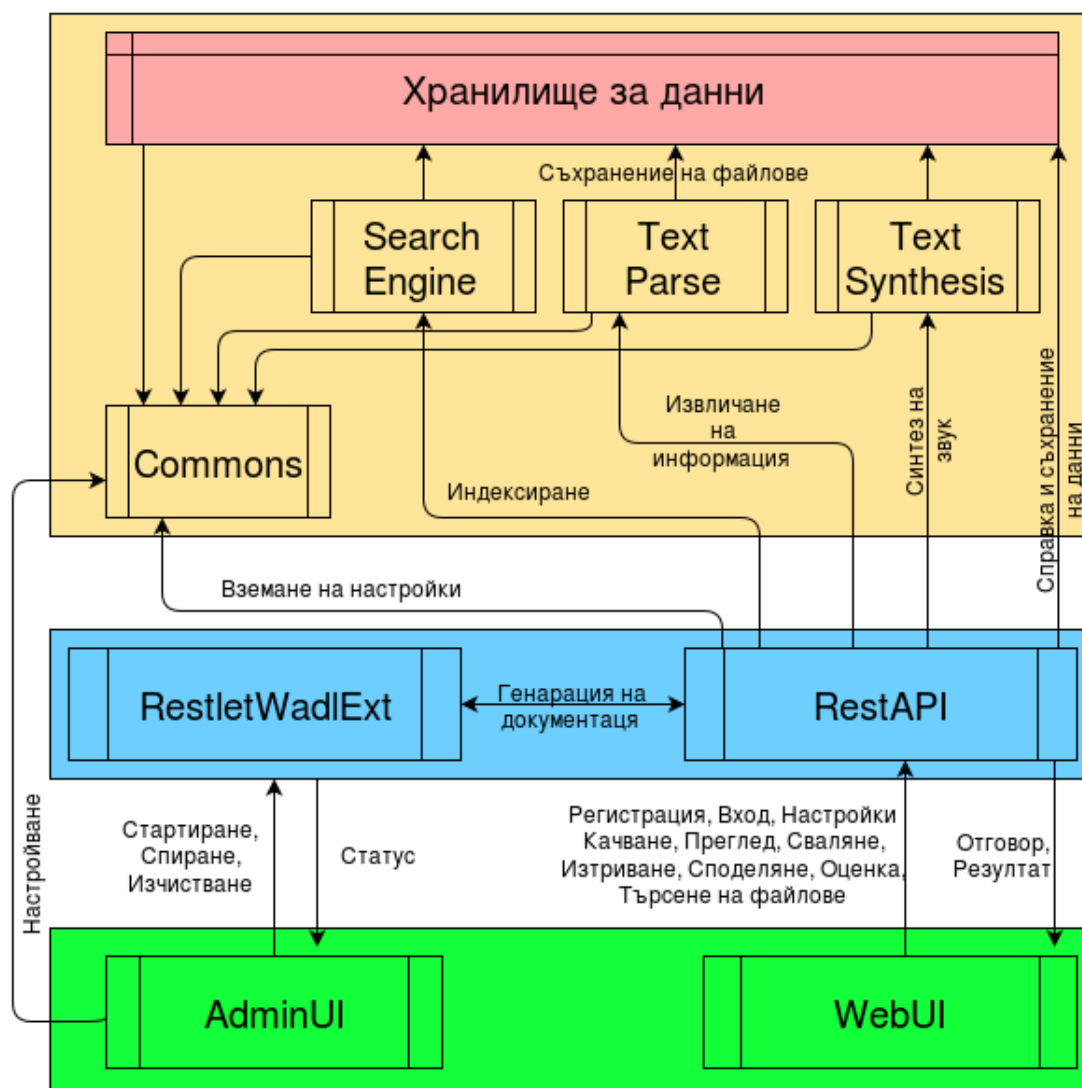 Хранилище за данни
Съхранение на файлове
Search
Engine
Text
Parse
Text
Synthesis
Извличане
на
информация
Синтез на
звук
Справка и съхранение
на данни
Commons
Индексиране
Вземане на настройки
RestletWadlExt
Генарация на
документаця
RestAPI
Настройване
Стартиране,
Спиране,
Изчистване
Статус
Регистрация, Вход, Настройки
Качване, Преглед, Сваляне,
Изтриване, Споделяне, Оценка,
Търсене на файлове
Отговор,
Резултат
AdminUI
WebUI